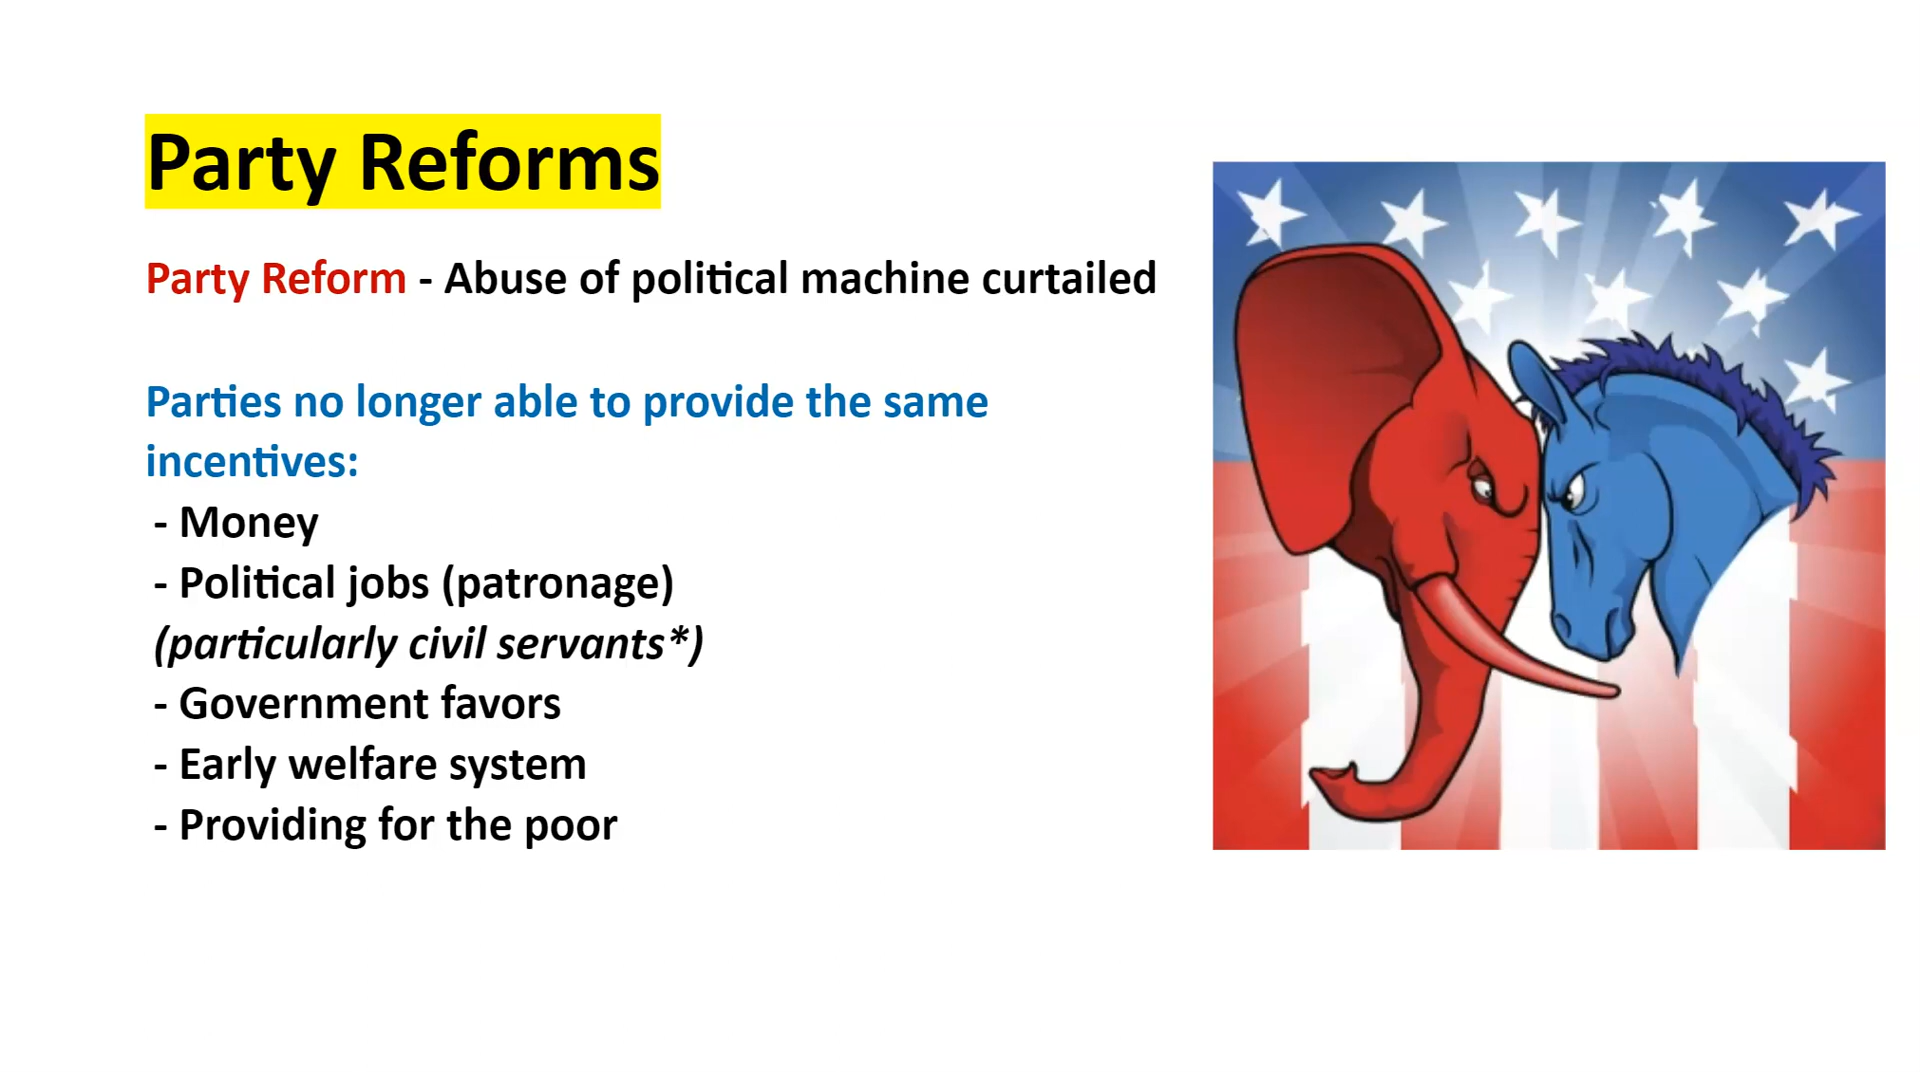 Party Reforms
Party Reform - Abuse of political machine curtailed
Parties no longer able to provide the same
incentives:
- Money
- Political jobs (patronage)
(particularly civil servants*)
- Government favors
- Early welfare system
- Providing for the poor